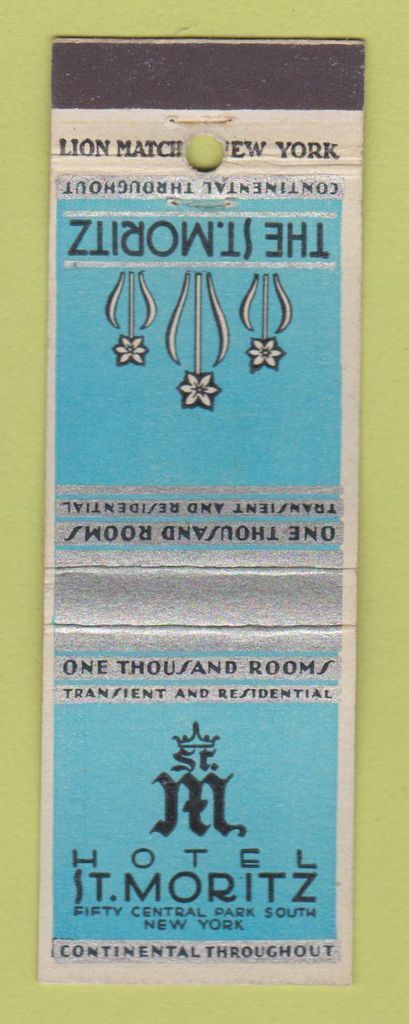 LION MATCH NEW YORK
CONTINENTAL THROUGHOUT
THE ST. MORITZ
TRANSIENT AND RESIDENTIAL
ONE THOUSAND ROOMS
ONE THOUSAND ROOMS
TRANSIENT AND RESIDENTIAL
St.
M
HOTEL
ST. MORITZ
FIFTY CENTRAL PARK SOUTH
NEW YORK
CONTINENTAL THROUGHOUT